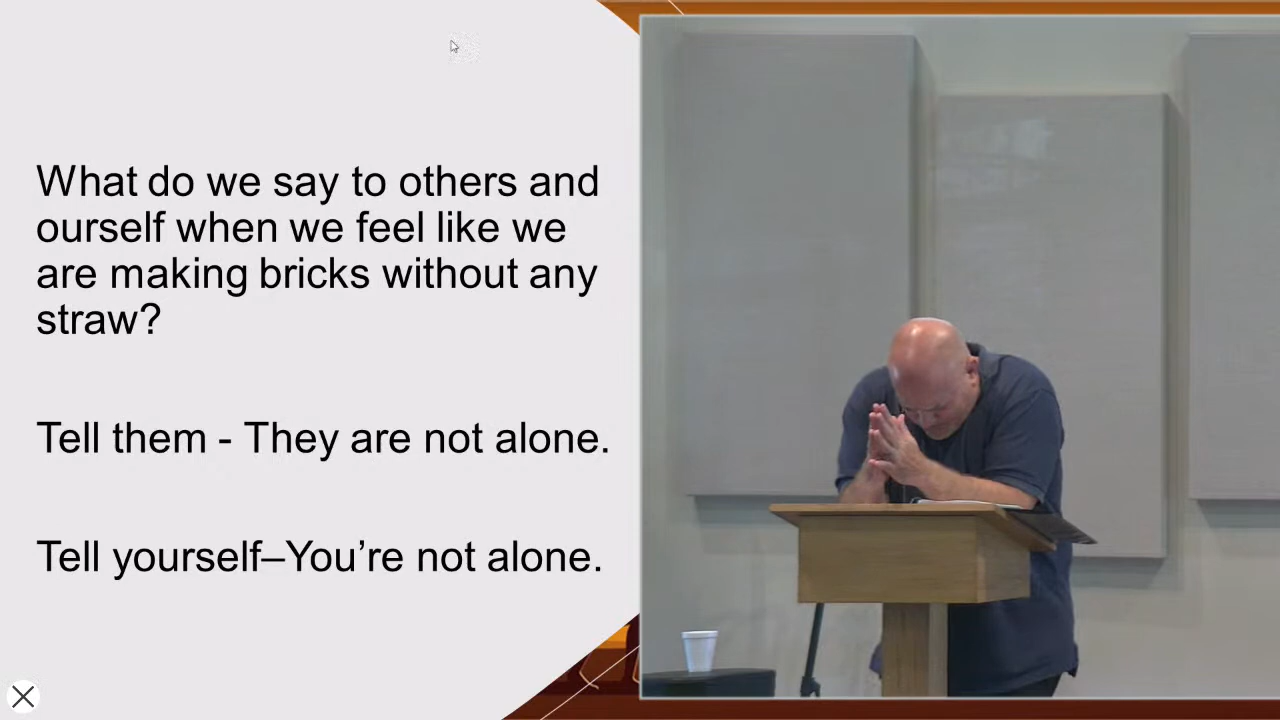 What do we say to others and
ourself when we feel like we
are making bricks without any
straw?
Tell them - They are not alone.
Tell yourself–You’re not alone.